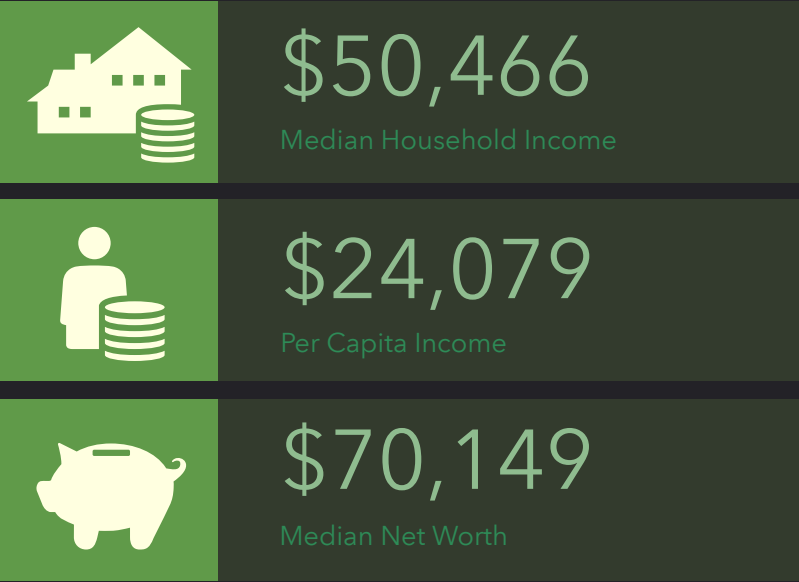 $50,466
Median Household Income
$24,079
Per Capita Income
$70,149
Median Net Worth